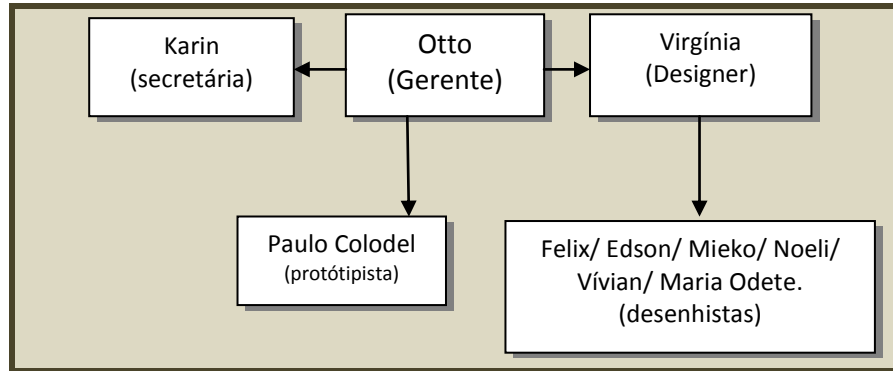 Karin
(secretária)
Otto
(Gerente)
Virgínia
(Designer)
Paulo Colodel
(protótipista)
Felix/ Edson/ Mieko/ Noeli/
Vívian/ Maria Odete.
(desenhistas)